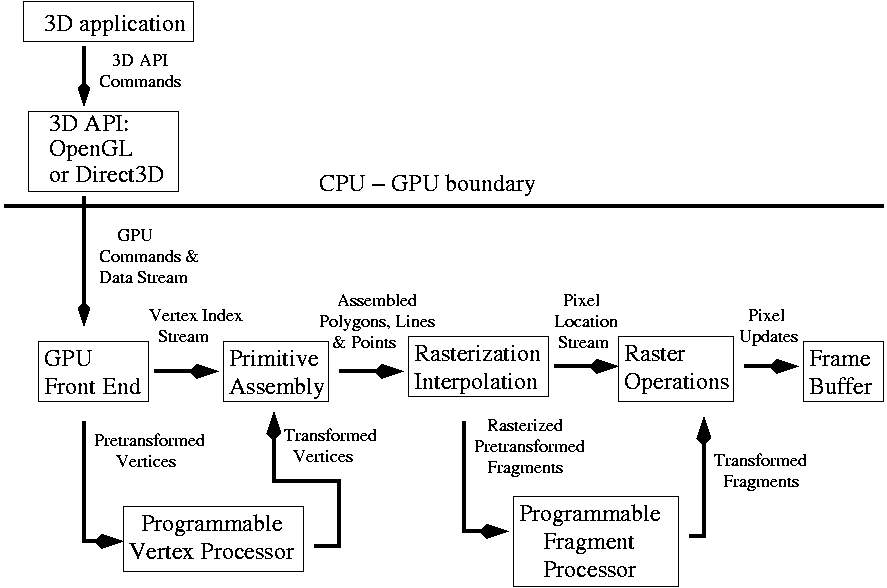 3D application
3D API
Commands
3D API:
OpenGL
or Direct3D
CPU – GPU boundary
GPU
Commands &
Data Stream
Vertex Index
Stream
Assembled
Polygons, Lines
& Points
Pixel
Location
Stream
Pixel
Updates
GPU
Front End
Primitive
Assembly
Rasterization
Interpolation
Raster
Operations
Frame
Buffer
Pretransformed
Vertices
Transformed
Vertices
Rasterized
Pretransformed
Fragments
Transformed
Fragments
Programmable
Vertex Processor
Programmable
Fragment
Processor